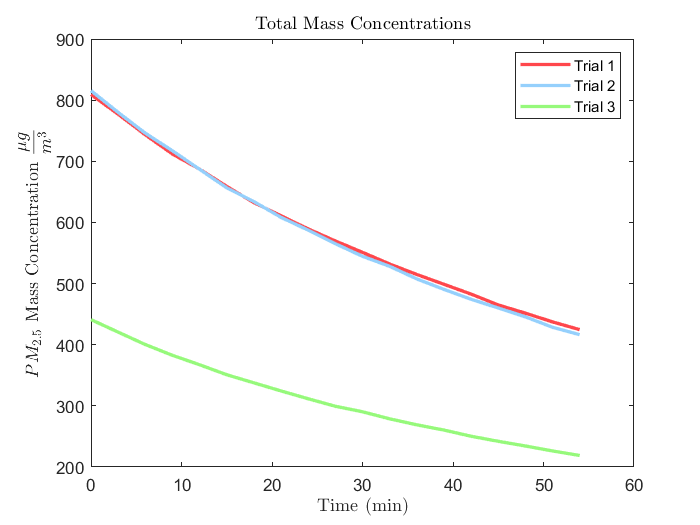 Total Mass Concentrations
900
800
700
600
500
400
300
200
PM2.5 Mass Concentration μg/m³
Trial 1
Trial 2
Trial 3
0 10 20 30 40 50 60
Time (min)